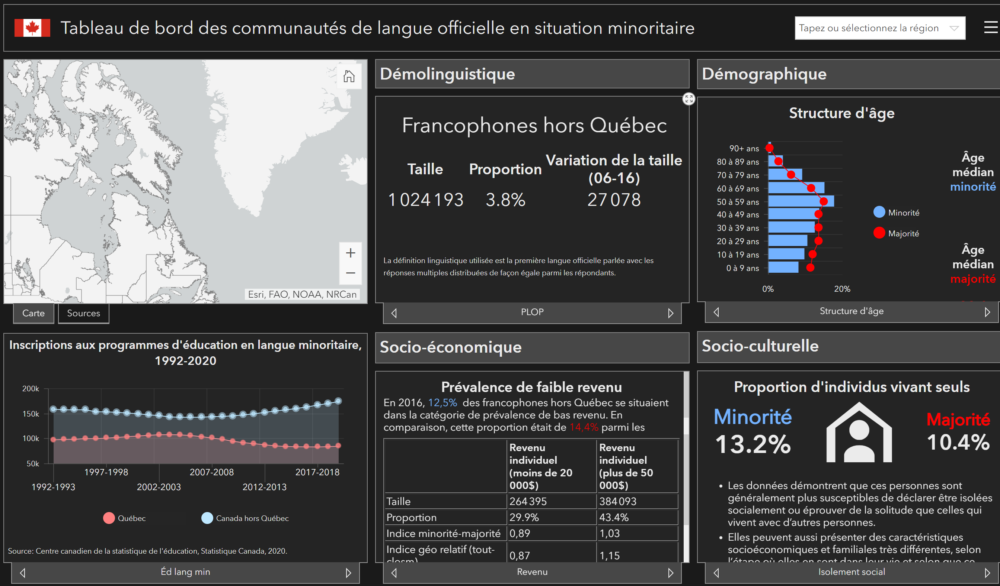 Tableau de bord des communautés de langue officielle en situation minoritaire
Tapez ou sélectionnez la région
Esri, FAO, NOAA, NRCan
Carte
Sources
Démolinguistique
Francophones hors Québec
Taille
1 024 193
Proportion
3.8%
Variation de la taille
(06-16)
27 078
La définition linguistique utilisée est la première langue officielle parlée avec les
réponses multiples distribuées de façon égale parmi les répondants.
PLOP
Démographique
Structure d'âge
90+ ans
80 à 89 ans
70 à 79 ans
60 à 69 ans
50 à 59 ans
40 à 49 ans
30 à 39 ans
20 à 29 ans
10 à 19 ans
0 à 9 ans
0%
20%
Minorité
Majorité
Âge
médian
minorité
Âge
médian
majorité
Structure d'âge
Inscriptions aux programmes d'éducation en langue minoritaire,
1992-2020
200k
150k
100k
50k
1992-1993
1997-1998
2002-2003
2007-2008
2012-2013
2017-2018
Québec
Canada hors Québec
Source: Centre canadien de la statistique de l'éducation, Statistique Canada, 2020.
Éd lang min
Socio-économique
Prévalence de faible revenu
En 2016, 12,5% des francophones hors Québec se situaient
dans la catégorie de prévalence de bas revenu. En
comparaison, cette proportion était de 14,4% parmi les
Revenu
individuel
(moins de 20
000$)
Revenu
individuel
(plus de 50
000$)
Taille 264 395 384 093
Proportion 29.9% 43.4%
Indice minorité-majorité 0,89 1,03
Indice géo relatif (tout-
closm) 0,87 1,15
Revenu
Socio-culturelle
Proportion d'individus vivant seuls
Minorité
13.2%
Majorité
10.4%
• Les données démontrent que ces personnes sont
généralement plus susceptibles de déclarer être isolées
socialement ou éprouver de la solitude que celles qui
vivent avec d’autres personnes.
• Elles peuvent aussi présenter des caractéristiques
socioéconomiques et familiales très différentes, selon
l’étape où elles en sont dans leur vie et selon que ce
Isolement social